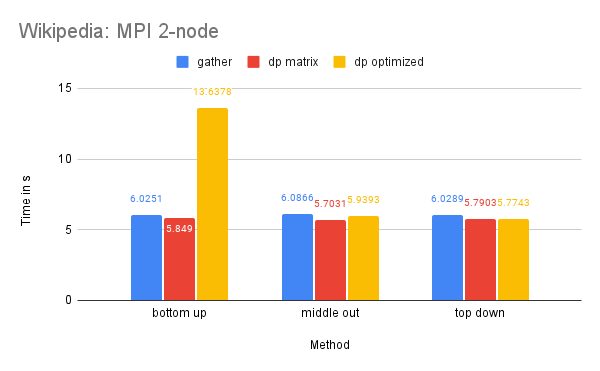 Wikipedia: MPI 2-node
gather dp matrix dp optimized
Time in s
15
10
5
0
13.6378
6.0251
5.849
6.0866
5.7031
5.9393
6.0289
5.7903
5.7743
bottom up middle out top down
Method